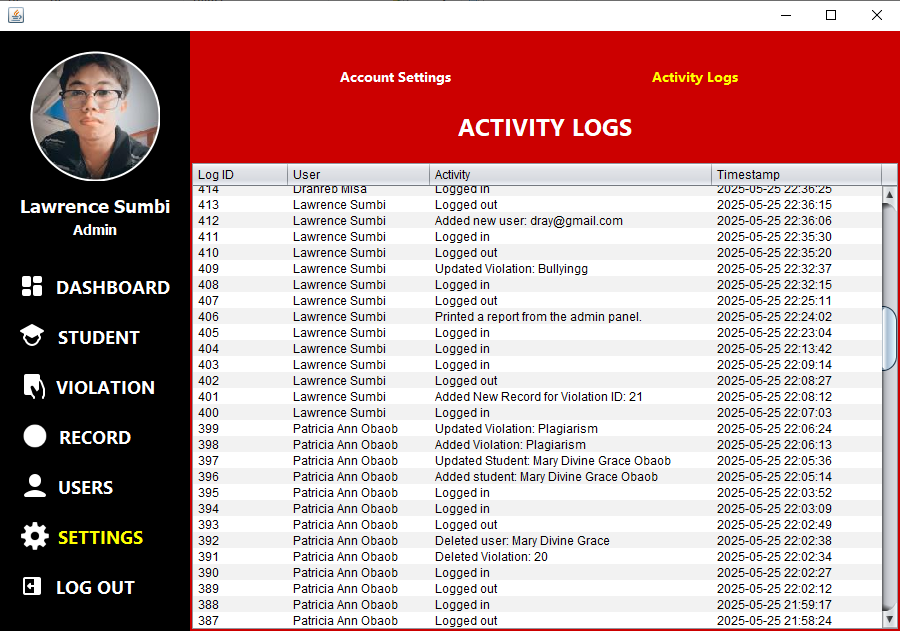 Account Settings Activity Logs
ACTIVITY LOGS
Lawrence Sumbi
Admin
DASHBOARD
STUDENT
VIOLATION
RECORD
USERS
SETTINGS
LOG OUT
Log ID User Activity Timestamp
414 Dranreb Misa Logged in 2025-05-25 22:36:25
413 Lawrence Sumbi Logged out 2025-05-25 22:36:15
412 Lawrence Sumbi Added new user: dray@gmail.com 2025-05-25 22:36:06
411 Lawrence Sumbi Logged in 2025-05-25 22:35:30
410 Lawrence Sumbi Logged out 2025-05-25 22:35:20
409 Lawrence Sumbi Updated Violation: Bullyingg 2025-05-25 22:32:37
408 Lawrence Sumbi Logged in 2025-05-25 22:32:15
407 Lawrence Sumbi Logged out 2025-05-25 22:25:11
406 Lawrence Sumbi Printed a report from the admin panel. 2025-05-25 22:24:02
405 Lawrence Sumbi Logged in 2025-05-25 22:23:04
404 Lawrence Sumbi Logged in 2025-05-25 22:13:42
403 Lawrence Sumbi Logged in 2025-05-25 22:09:14
402 Lawrence Sumbi Logged out 2025-05-25 22:08:27
401 Lawrence Sumbi Added New Record for Violation ID: 21 2025-05-25 22:08:12
400 Lawrence Sumbi Logged in 2025-05-25 22:07:03
399 Patricia Ann Obaob Updated Violation: Plagiarism 2025-05-25 22:06:24
398 Patricia Ann Obaob Added Violation: Plagiarism 2025-05-25 22:06:13
397 Patricia Ann Obaob Updated Student: Mary Divine Grace Obaob 2025-05-25 22:05:36
396 Patricia Ann Obaob Added student: Mary Divine Grace Obaob 2025-05-25 22:05:14
395 Patricia Ann Obaob Logged in 2025-05-25 22:03:52
394 Patricia Ann Obaob Logged in 2025-05-25 22:03:09
393 Patricia Ann Obaob Logged out 2025-05-25 22:02:49
392 Patricia Ann Obaob Deleted user: Mary Divine Grace 2025-05-25 22:02:38
391 Patricia Ann Obaob Deleted Violation: 20 2025-05-25 22:02:34
390 Patricia Ann Obaob Logged in 2025-05-25 22:02:27
389 Patricia Ann Obaob Logged out 2025-05-25 22:02:12
388 Patricia Ann Obaob Logged in 2025-05-25 21:59:17
387 Patricia Ann Obaob Logged out 2025-05-25 21:58:24